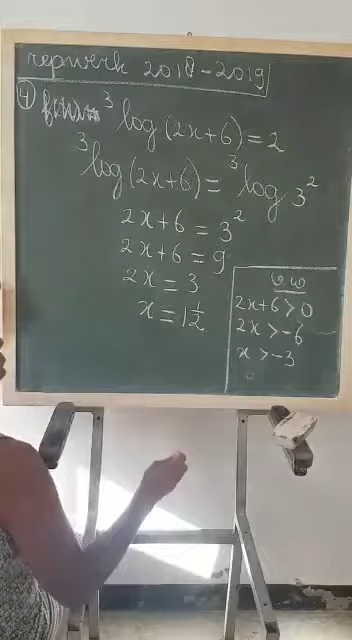 repwerk 2018-2019
④ ³log(2x+6)=2
³log(2x+6)=³log 3²
2x+6=3²
2x+6=9
2x=3
x=1½
v.w
2x+6>0
2x>-6
x>-3